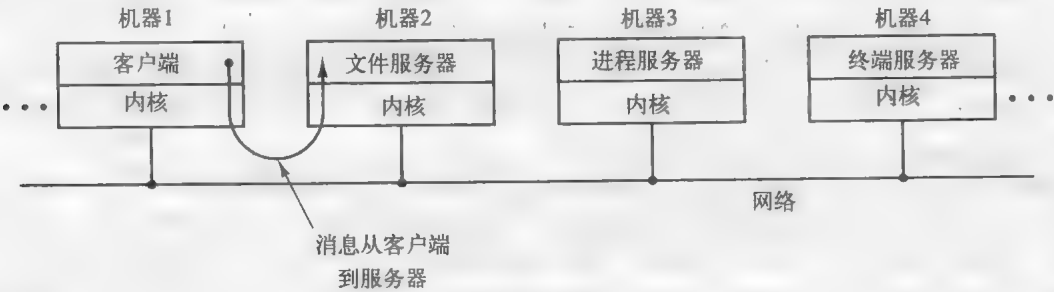 机器1
机器2
机器3
机器4
客户端
文件服务器
进程服务器
终端服务器
内核
内核
内核
内核
网络
消息从客户端
到服务器